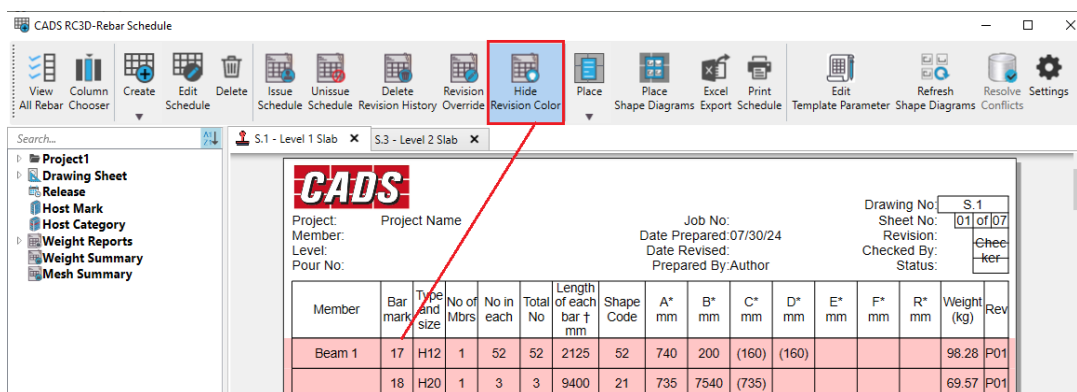 CADS RC3D-Rebar Schedule
View All Rebar
Column Chooser
Create
Edit Schedule
Delete
Issue Schedule
Unissue Schedule
Delete Revision History
Revision Override
Hide Revision Color
Place
Place Shape Diagrams
Excel Export
Print Schedule
Edit Template Parameter
Refresh Shape Diagrams
Resolve Conflicts
Settings
Search...
S.1 - Level 1 Slab
S.3 - Level 2 Slab
Project1
Drawing Sheet
Release
Host Mark
Host Category
Weight Reports
Weight Summary
Mesh Summary
CADS
Drawing No: S.1
Project: Project Name Job No: Sheet No: 01 of 07
Member: Date Prepared:07/30/24 Revision:
Level: Date Revised: Checked By: Checker
Pour No: Prepared By:Author Status:
Member Bar mark Type and size No of Mbrs No in each Total No Length of each bar † mm Shape Code A* mm B* mm C* mm D* mm E* mm F* mm R* mm Weight (kg) Rev
Beam 1 17 H12 1 52 52 2125 52 740 200 (160) (160) 98.28 P01
18 H20 1 3 3 9400 21 735 7540 (735) 69.57 P01